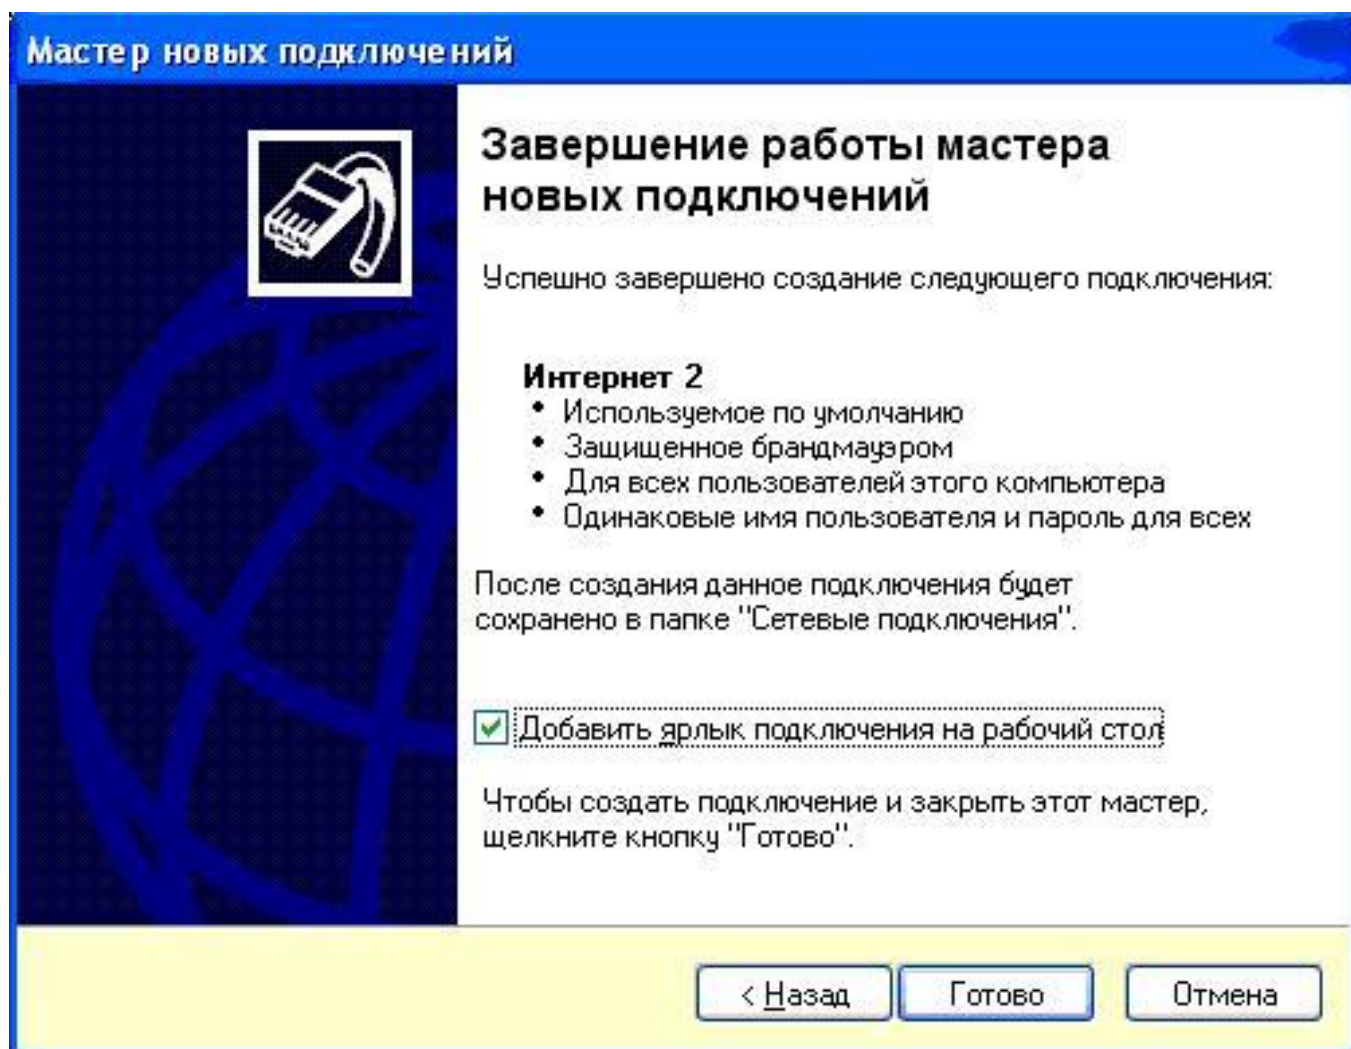 Мастер новых подключений
Завершение работы мастера
новых подключений
Успешно завершено создание следующего подключения:
Интернет 2
• Используемое по умолчанию
• Защищенное брандмауэром
• Для всех пользователей этого компьютера
• Одинаковые имя пользователя и пароль для всех
После создания данное подключения будет
сохранено в папке "Сетевые подключения".
Добавить ярлык подключения на рабочий стол
Чтобы создать подключение и закрыть этот мастер,
щелкните кнопку "Готово".
< Назад Готово Отмена